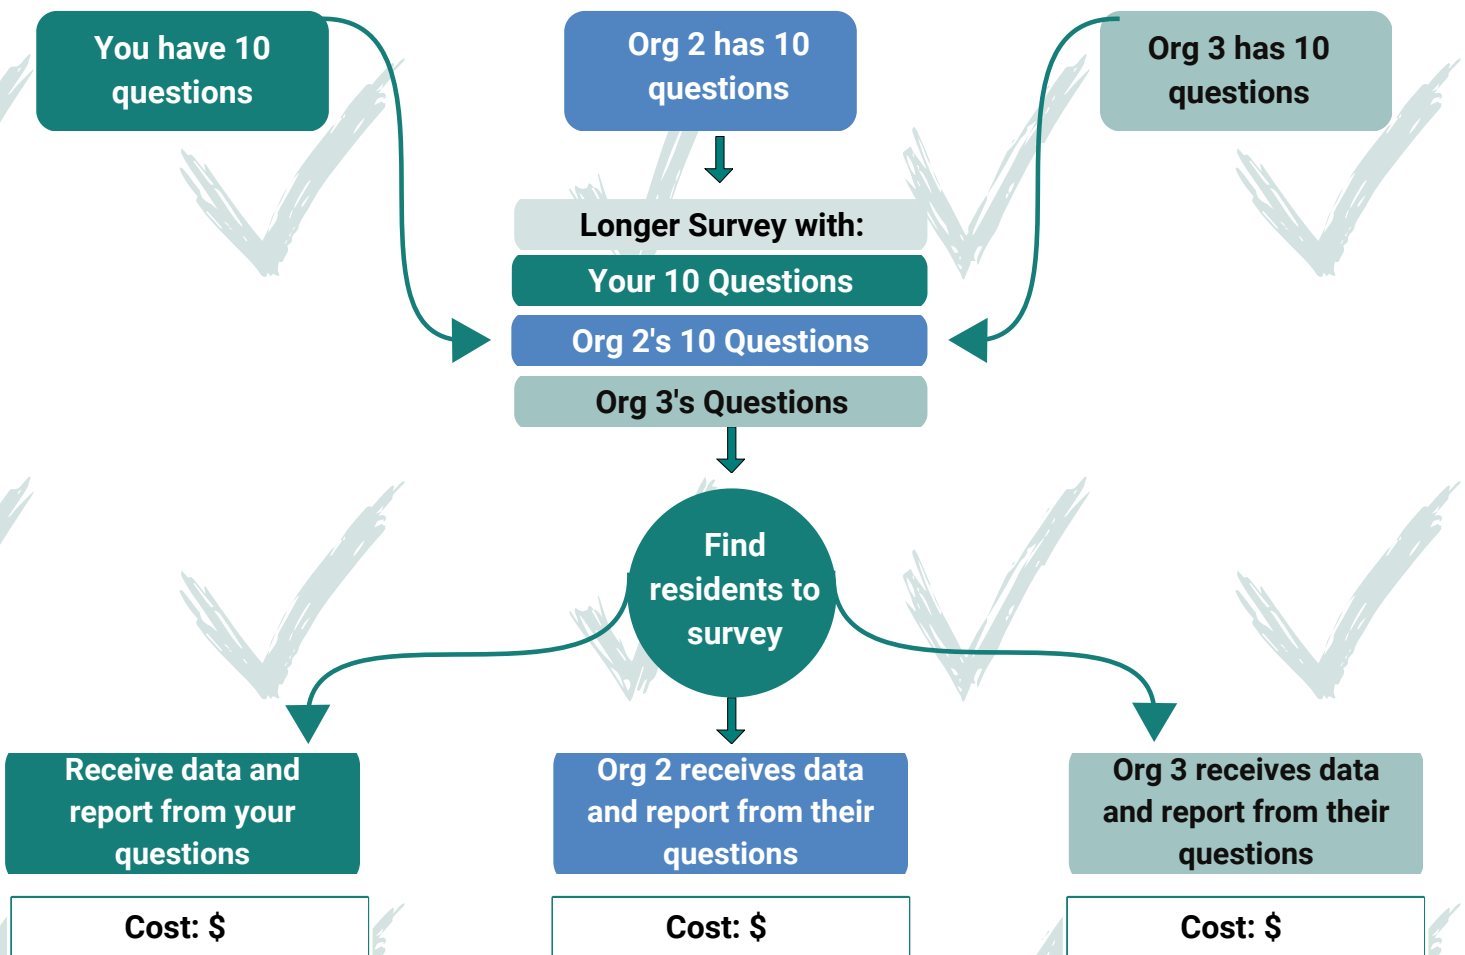 You have 10
questions
Org 2 has 10
questions
Org 3 has 10
questions
Longer Survey with:
Your 10 Questions
Org 2's 10 Questions
Org 3's Questions
Find
residents to
survey
Receive data and
report from your
questions
Org 2 receives data
and report from their
questions
Org 3 receives data
and report from their
questions
Cost: $
Cost: $
Cost: $